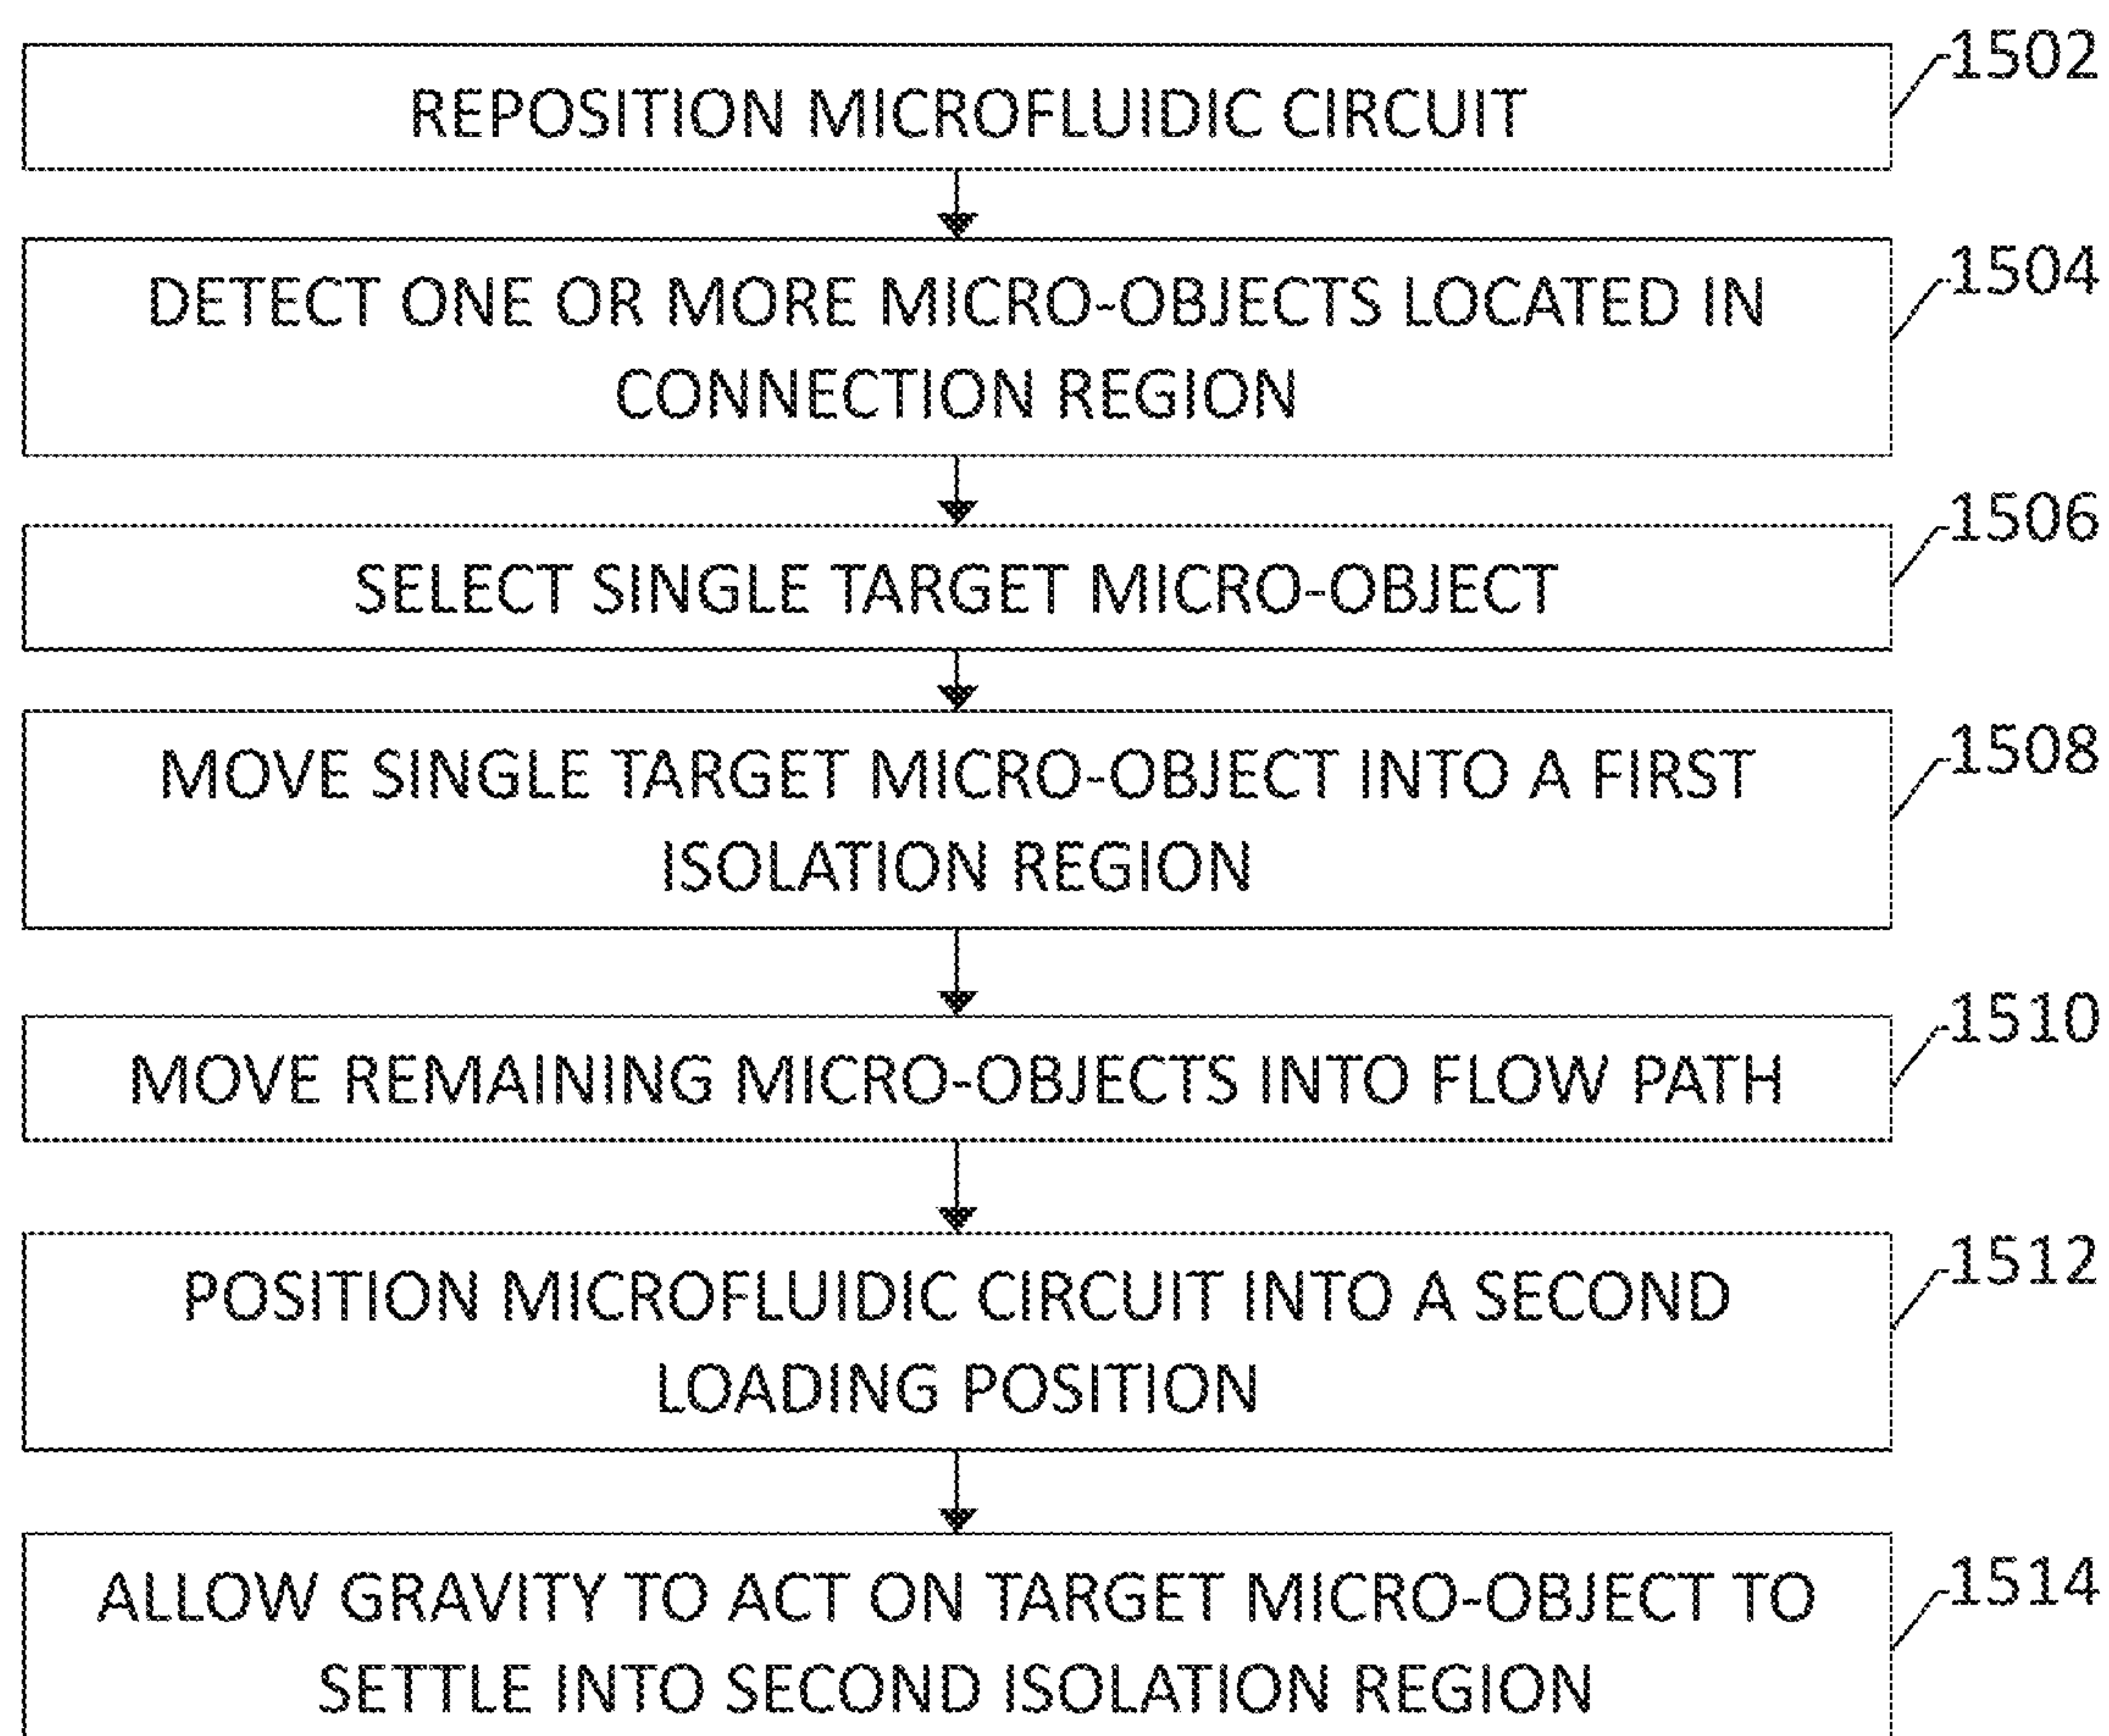 1502
REPOSITION MICROFLUIDIC CIRCUIT
1504
DETECT ONE OR MORE MICRO-OBJECTS LOCATED IN
CONNECTION REGION
1506
SELECT SINGLE TARGET MICRO-OBJECT
1508
MOVE SINGLE TARGET MICRO-OBJECT INTO A FIRST
ISOLATION REGION
1510
MOVE REMAINING MICRO-OBJECTS INTO FLOW PATH
1512
POSITION MICROFLUIDIC CIRCUIT INTO A SECOND
LOADING POSITION
1514
ALLOW GRAVITY TO ACT ON TARGET MICRO-OBJECT TO
SETTLE INTO SECOND ISOLATION REGION